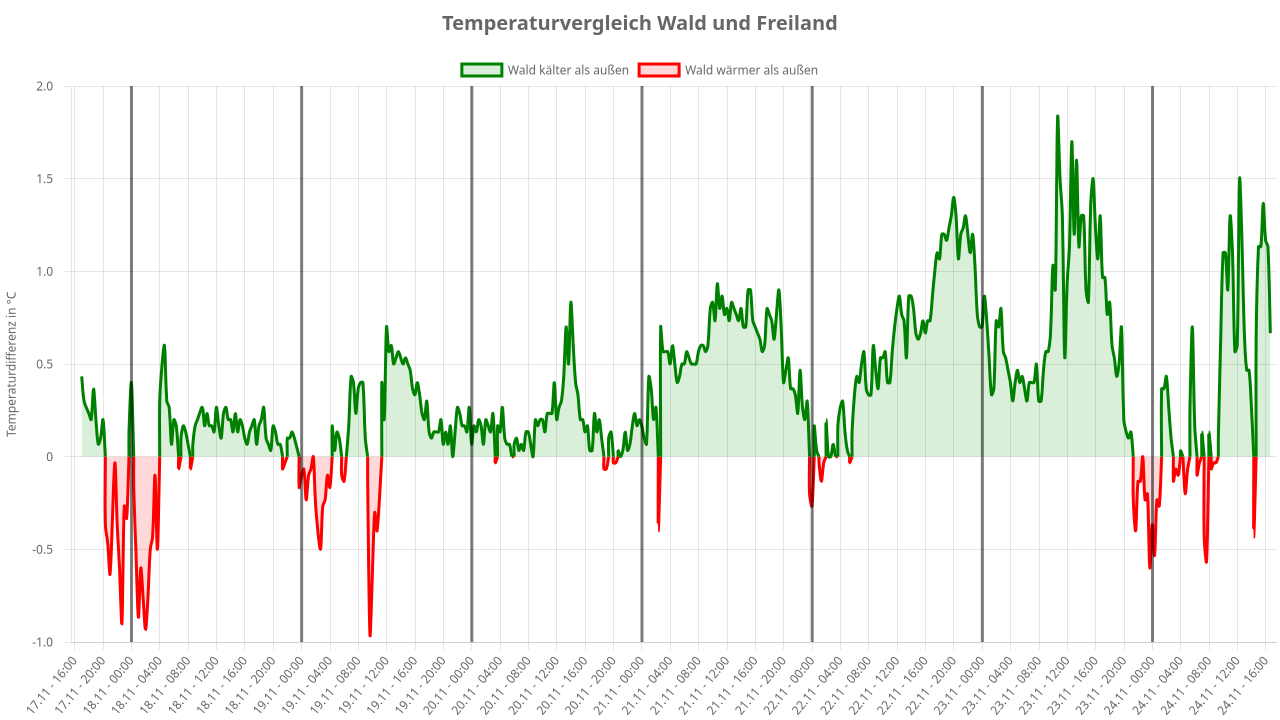 Temperaturvergleich Wald und Freiland
Wald kälter als außen
Wald wärmer als außen
Temperaturdifferenz in °C
2.0
1.5
1.0
0.5
0
-0.5
-1.0
17.11 - 16:00
17.11 - 20:00
18.11 - 00:00
18.11 - 04:00
18.11 - 08:00
18.11 - 12:00
18.11 - 16:00
18.11 - 20:00
19.11 - 00:00
19.11 - 04:00
19.11 - 08:00
19.11 - 12:00
19.11 - 16:00
19.11 - 20:00
20.11 - 00:00
20.11 - 04:00
20.11 - 08:00
20.11 - 12:00
20.11 - 16:00
20.11 - 20:00
21.11 - 00:00
21.11 - 04:00
21.11 - 08:00
21.11 - 12:00
21.11 - 16:00
21.11 - 20:00
22.11 - 00:00
22.11 - 04:00
22.11 - 08:00
22.11 - 12:00
22.11 - 16:00
22.11 - 20:00
23.11 - 00:00
23.11 - 04:00
23.11 - 08:00
23.11 - 12:00
23.11 - 16:00
23.11 - 20:00
24.11 - 00:00
24.11 - 04:00
24.11 - 08:00
24.11 - 12:00
24.11 - 16:00